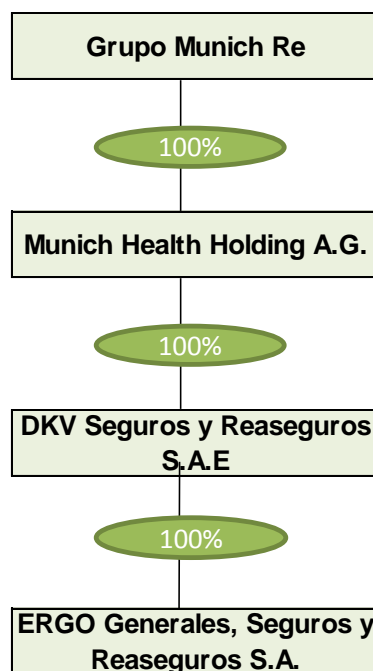 Grupo Munich Re
100%
Munich Health Holding A.G.
100%
DKV Seguros y Reaseguros
S.A.E
100%
ERGO Generales, Seguros y
Reaseguros S.A.